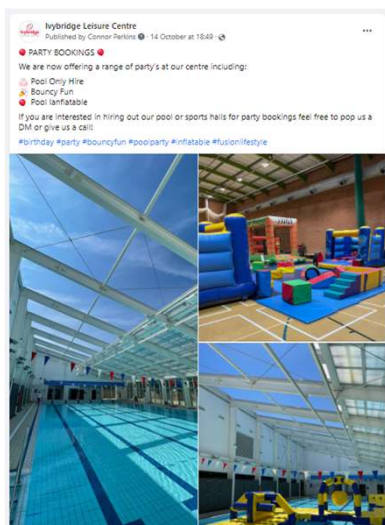 Ivybridge Leisure Centre
Published by Connor Perkins · 14 October at 18:49 ·
PARTY BOOKINGS
We are now offering a range of party's at our centre including:
Pool Only Hire
Bouncy Fun
Pool Ianflatable
If you are interested in hiring out our pool or sports halls for party bookings feel free to pop us a
DM or give us a call!
#birthday #party #bouncyfun #poolparty #inflatable #fusionlifestyle